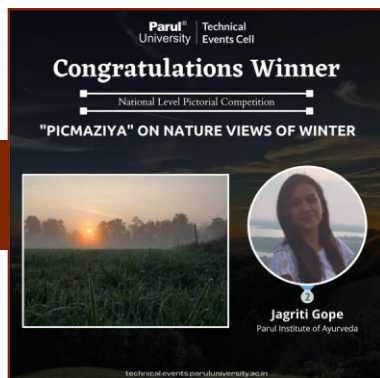 Parul® Technical
University Events Cell
Congratulations Winner
National Level Pictorial Competition
"PICMAZIYA" ON NATURE VIEWS OF WINTER
2
Jagriti Gope
Parul Institute of Ayurveda
technical.events.paruluniversity.ac.in